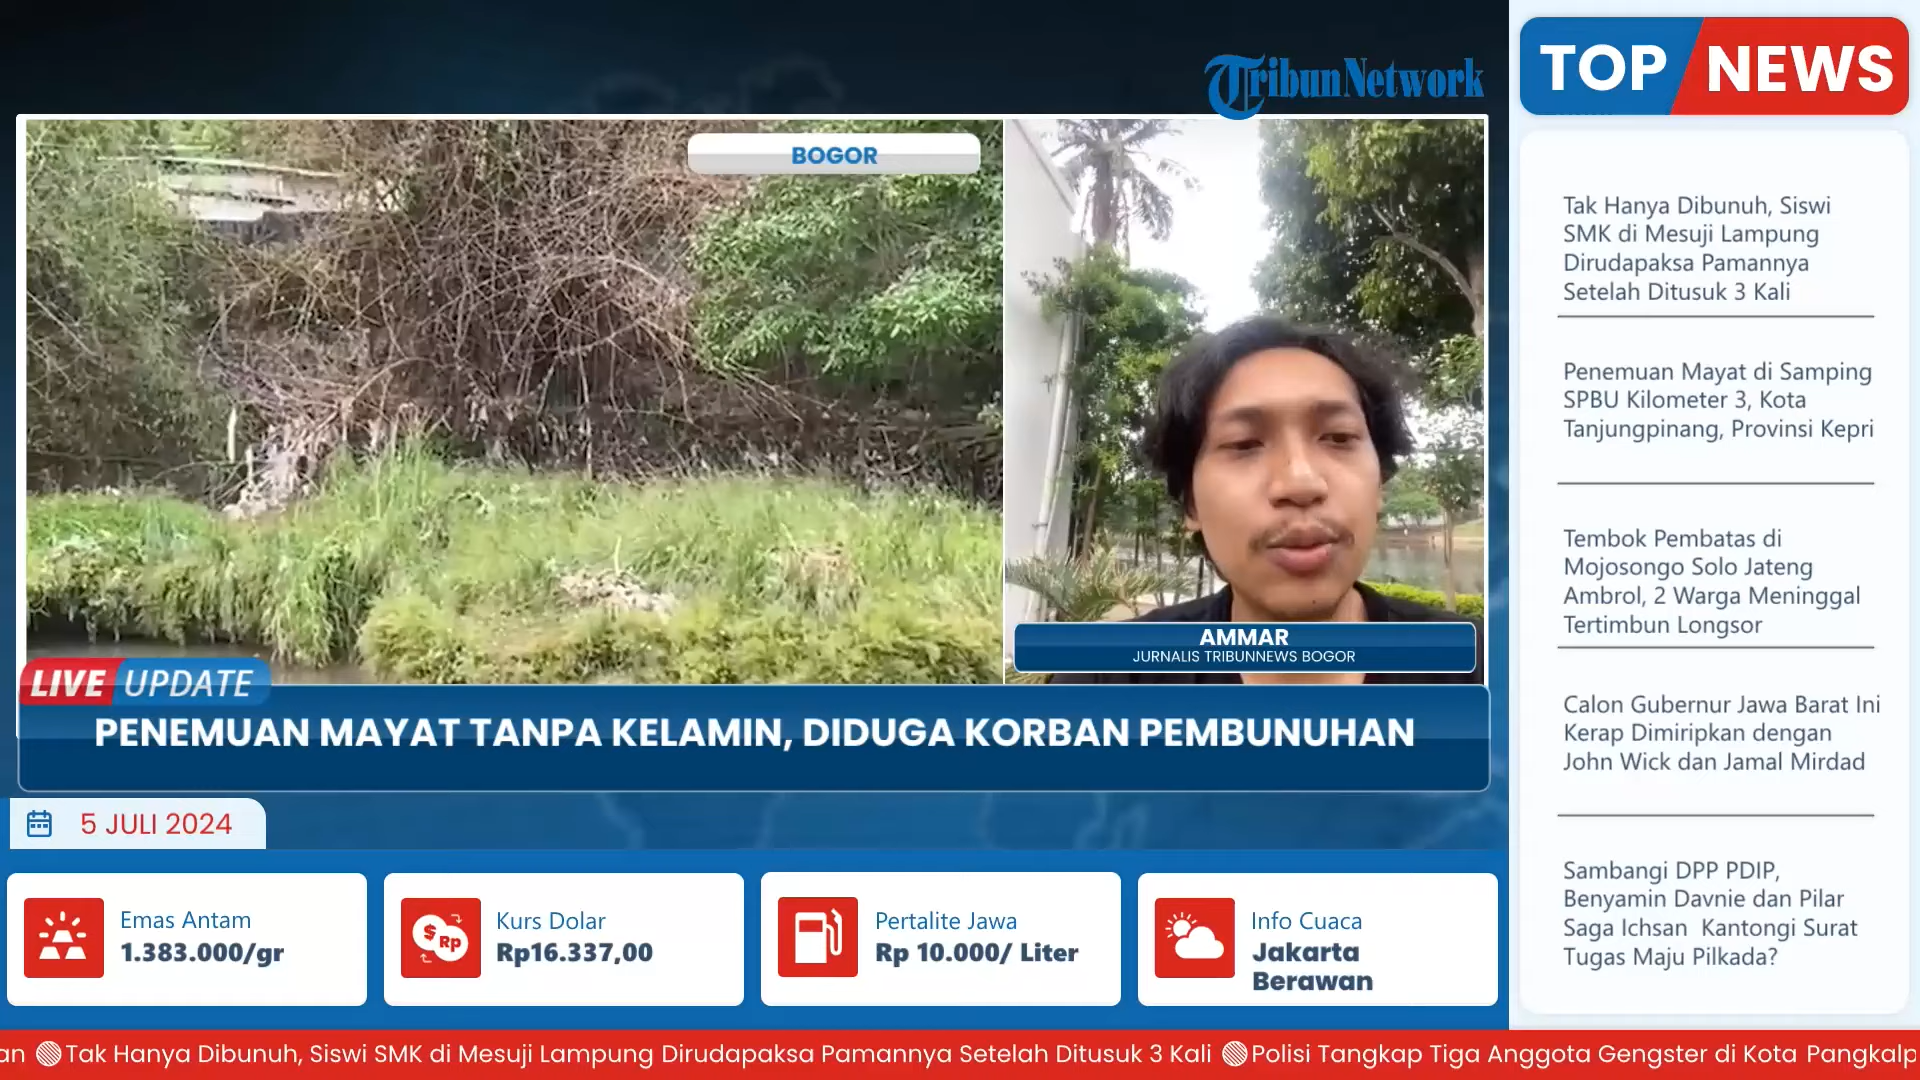 TribunNetwork
BOGOR
AMMAR
JURNALIS TRIBUNNEWS BOGOR
LIVE UPDATE
PENEMUAN MAYAT TANPA KELAMIN, DIDUGA KORBAN PEMBUNUHAN
5 JULI 2024
Emas Antam
1.383.000/gr
Kurs Dolar
Rp16.337,00
Pertalite Jawa
Rp 10.000/ Liter
Info Cuaca
Jakarta
Berawan
TOP NEWS
Tak Hanya Dibunuh, Siswi
SMK di Mesuji Lampung
Dirudapaksa Pamannya
Setelah Ditusuk 3 Kali
Penemuan Mayat di Samping
SPBU Kilometer 3, Kota
Tanjungpinang, Provinsi Kepri
Tembok Pembatas di
Mojosongo Solo Jateng
Ambrol, 2 Warga Meninggal
Tertimbun Longsor
Calon Gubernur Jawa Barat Ini
Kerap Dimiripkan dengan
John Wick dan Jamal Mirdad
Sambangi DPP PDIP,
Benyamin Davnie dan Pilar
Saga Ichsan Kantongi Surat
Tugas Maju Pilkada?
an Tak Hanya Dibunuh, Siswi SMK di Mesuji Lampung Dirudapaksa Pamannya Setelah Ditusuk 3 Kali Polisi Tangkap Tiga Anggota Gengster di Kota Pangkalp